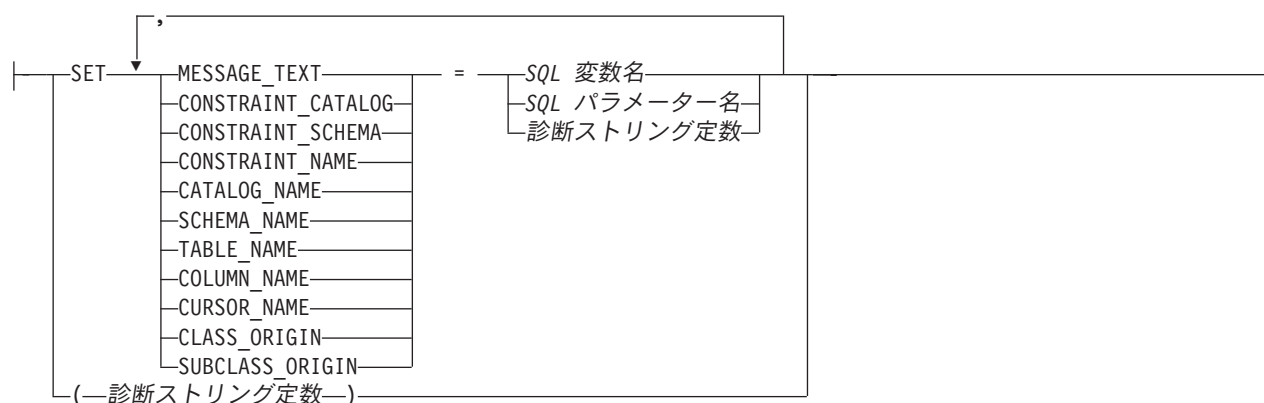 ,
SET MESSAGE_TEXT = SQL 変数名
CONSTRAINT_CATALOG SQL パラメーター名
CONSTRAINT_SCHEMA 診断ストリング定数
CONSTRAINT_NAME
CATALOG_NAME
SCHEMA_NAME
TABLE_NAME
COLUMN_NAME
CURSOR_NAME
CLASS_ORIGIN
SUBCLASS_ORIGIN
(診断ストリング定数)